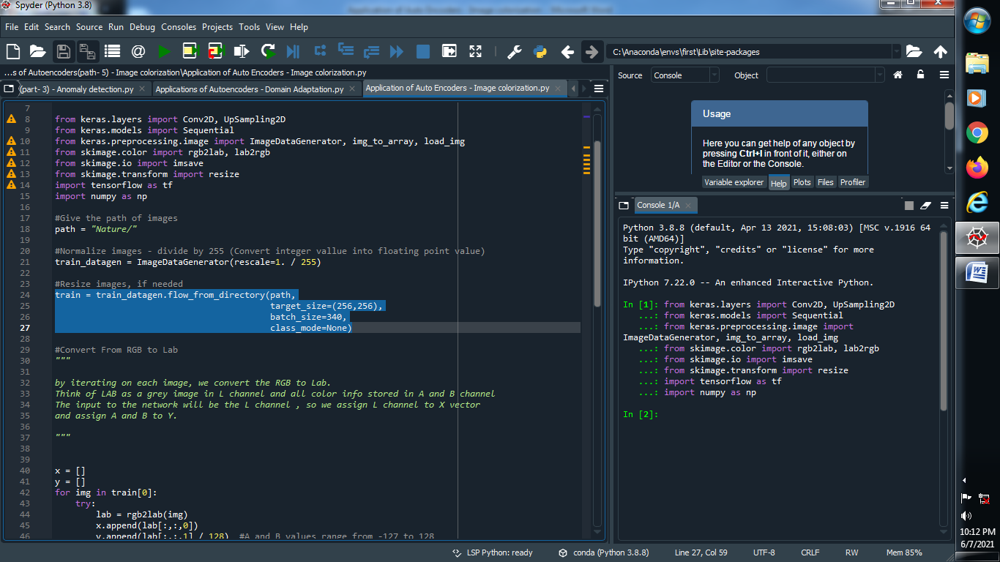 Spyder (Python 3.8)
File Edit Search Source Run Debug Consoles Projects Tools View Help
C:\Anaconda\envs\first\Lib\site-packages
...s of Autoencoders(path- 5) - Image colorization\Application of Auto Encoders - Image colorization.py
(part- 3) - Anomaly detection.py
Applications of Autoencoders - Domain Adaptation.py
Application of Auto Encoders - Image colorization.py
7
8 from keras.layers import Conv2D, UpSampling2D
9 from keras.models import Sequential
10 from keras.preprocessing.image import ImageDataGenerator, img_to_array, load_img
11 from skimage.color import rgb2lab, lab2rgb
12 from skimage.io import imsave
13 from skimage.transform import resize
14 import tensorflow as tf
15 import numpy as np
16
17 #Give the path of images
18 path = "Nature/"
19
20 #Normalize images - divide by 255 (Convert integer vallue into floating point value)
21 train_datagen = ImageDataGenerator(rescale=1. / 255)
22
23 #Resize images, if needed
24 train = train_datagen.flow_from_directory(path,
25 target_size=(256,256),
26 batch_size=340,
27 class_mode=None)
28
29 #Convert From RGB to Lab
30 """
31
32 by iterating on each image, we convert the RGB to Lab.
33 Think of LAB as a grey image in L channel and all color info stored in A and B channel
34 The input to the network will be the L channel , so we assign L channel to X vector
35 and assign A and B to Y.
36
37 """
38
39
40 x = []
41 y = []
42 for img in train[0]:
43 try:
44 lab = rgb2lab(img)
45 x.append(lab[:,:,0])
46 y.append(lab[:,:,1] / 128) #A and B values range from -127 to 128
Source Console Object
Usage
Here you can get help of any object by
pressing Ctrl+I in front of it, either on
the Editor or the Console.
Variable explorer Help Plots Files Profiler
Console 1/A
Python 3.8.8 (default, Apr 13 2021, 15:08:03) [MSC v.1916 64
bit (AMD64)]
Type "copyright", "credits" or "license" for more
information.
IPython 7.22.0 -- An enhanced Interactive Python.
In [1]: from keras.layers import Conv2D, UpSampling2D
...: from keras.models import Sequential
...: from keras.preprocessing.image import
ImageDataGenerator, img_to_array, load_img
...: from skimage.color import rgb2lab, lab2rgb
...: from skimage.io import imsave
...: from skimage.transform import resize
...: import tensorflow as tf
...: import numpy as np
In [2]:
LSP Python: ready conda (Python 3.8.8) Line 27, Col 59 UTF-8 CRLF RW Mem 85%
10:12 PM
6/7/2021